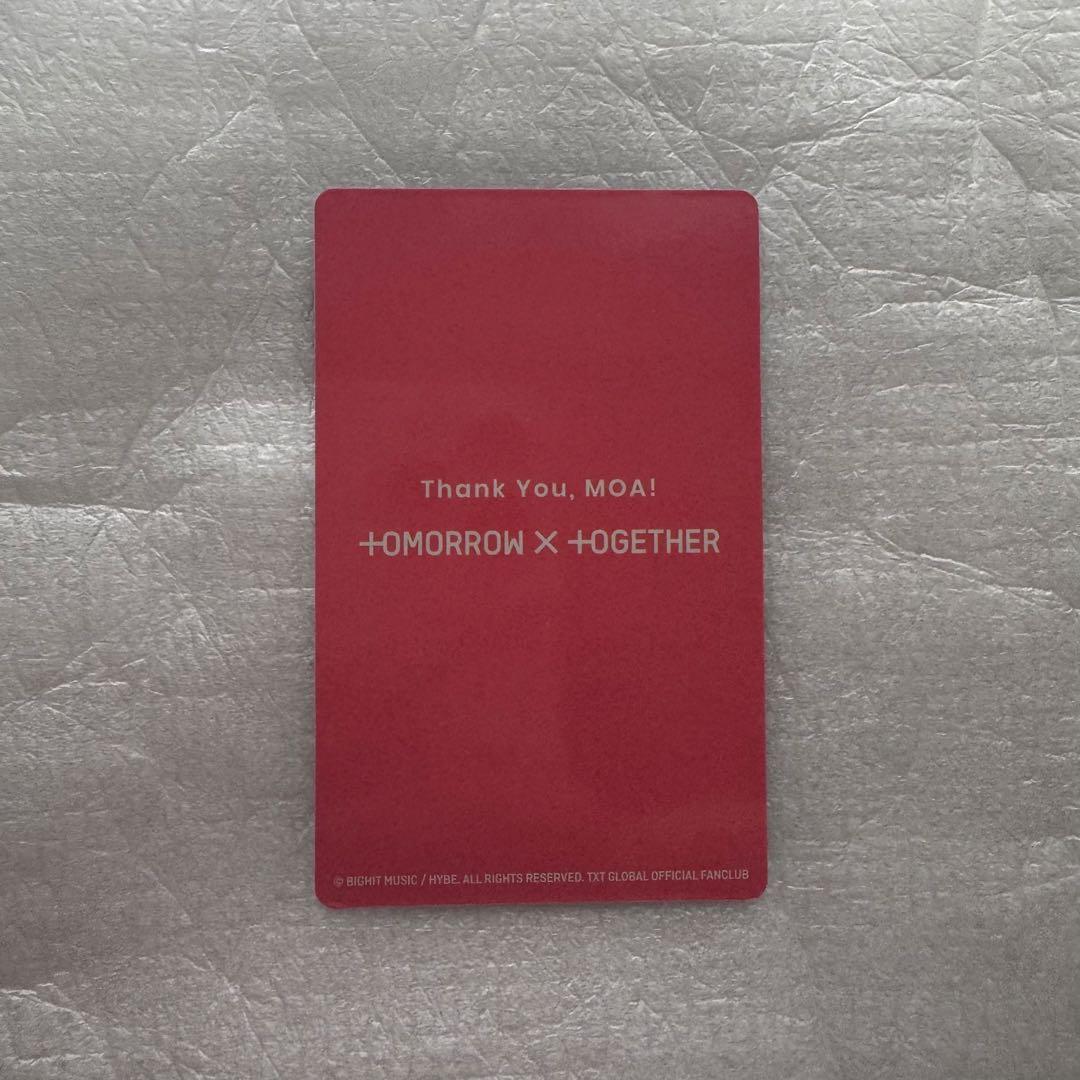 Thank You, MOA!
TOMORROW X TOGETHER
© BIGHIT MUSIC / HYBE. ALL RIGHTS RESERVED. TXT GLOBAL OFFICIAL FANCLUB